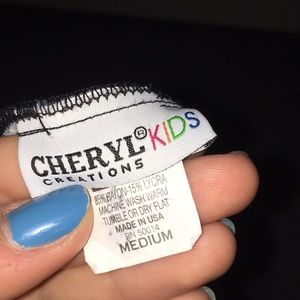 CHERYL® KIDS
CREATIONS
85% RAYON-15% LYCRA
MACHINE WASH WARM
TUMBLE OR DRY FLAT
MADE IN USA
RN 50014
MEDIUM